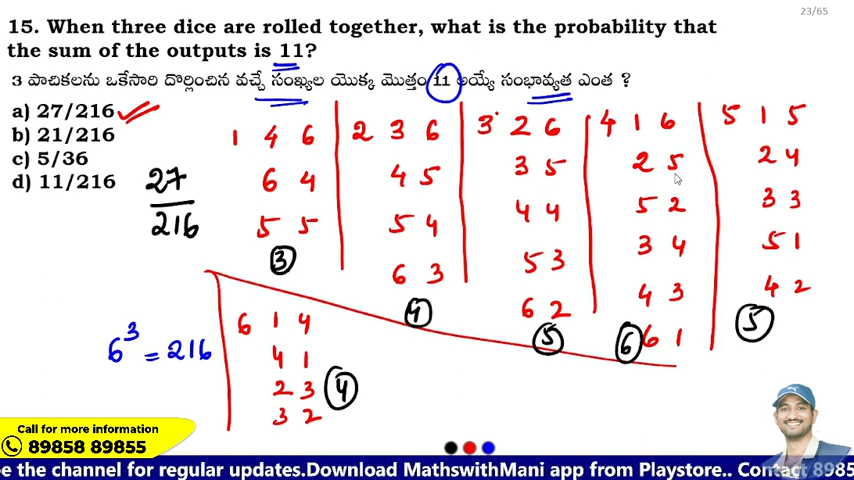 23/65
15. When three dice are rolled together, what is the probability that
the sum of the outputs is 11?
3 పాచికలను ఒకేసారి దొర్లించిన వచ్చే సంఖ్యల యొక్క మొత్తం 11 అయ్యే సంభావ్యత ఎంత ?
a) 27/216
b) 21/216
c) 5/36
d) 11/216
27
216
1 4 6
6 4
5 5
3
2 3 6
4 5
5 4
6 3
4
3 2 6
3 5
4 4
5 3
6 2
5
4 1 6
2 5
5 2
3 4
4 3
6 1
6
5 1 5
2 4
3 3
5 1
4 2
5
6³ = 216
6 1 4
4 1
2 3
3 2
4
Call for more information
89858 89855
e the channel for regular updates.Download MathswithMani app from Playstore.. Contact 8985